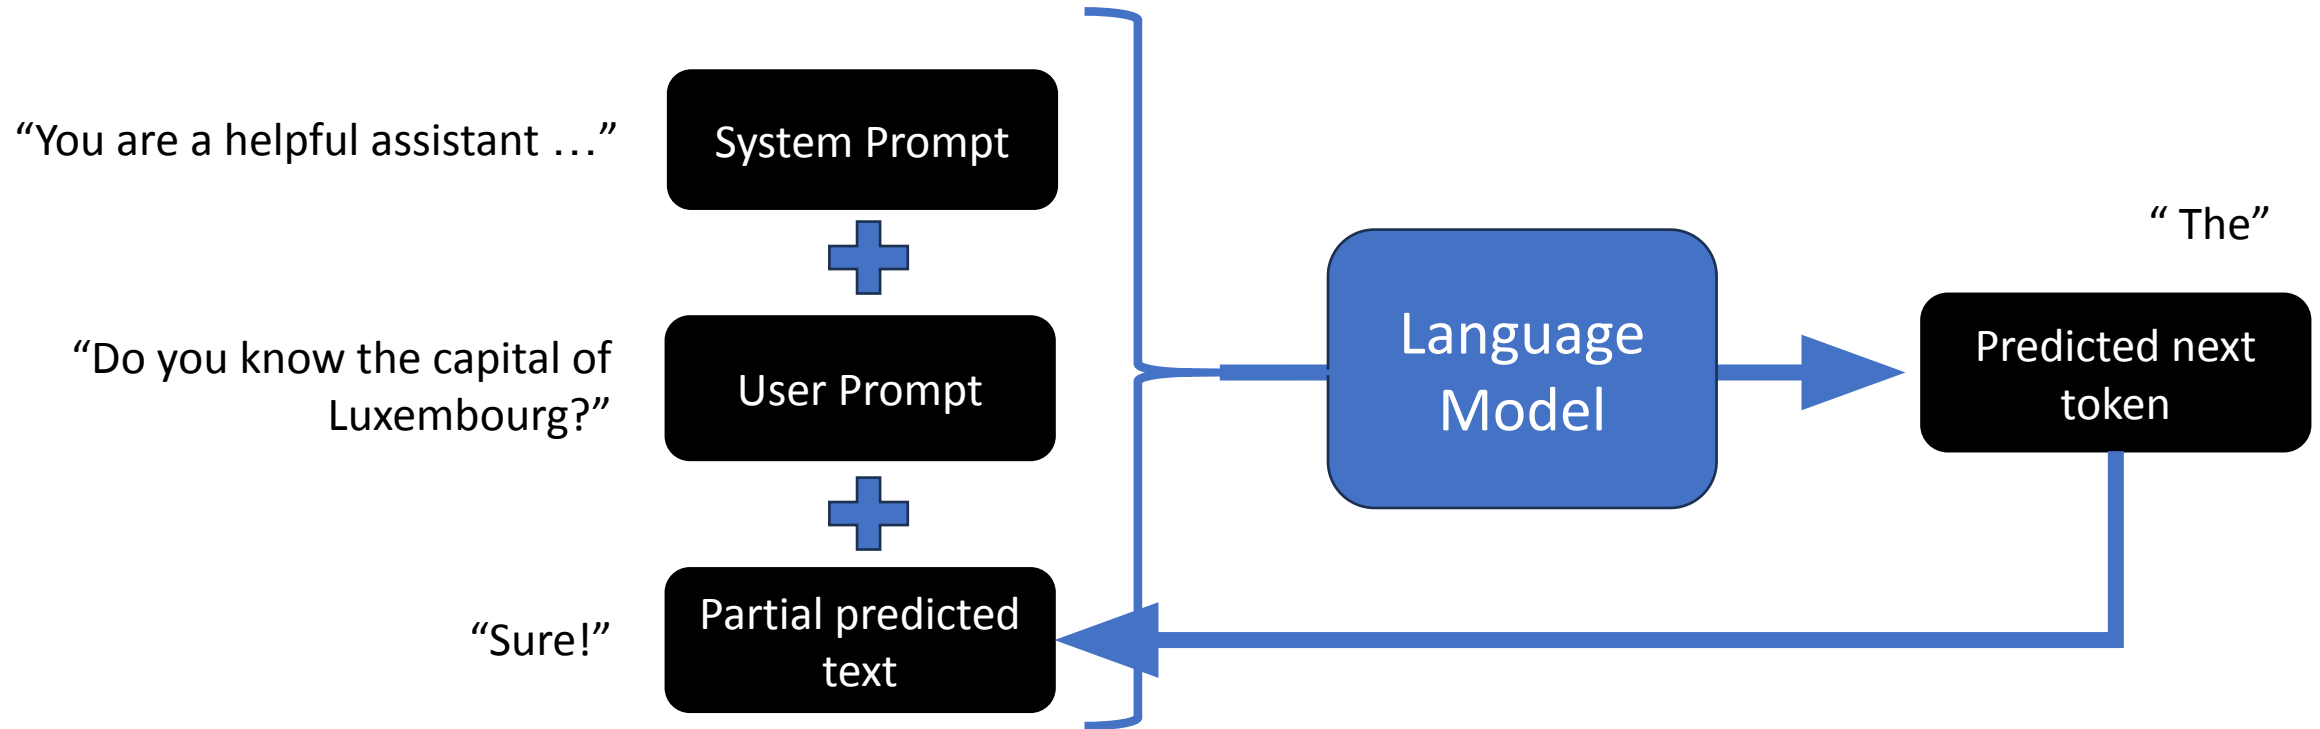 “You are a helpful assistant …”
System Prompt
“Do you know the capital of
Luxembourg?”
User Prompt
“Sure!”
Partial predicted
text
Language
Model
“ The”
Predicted next
token